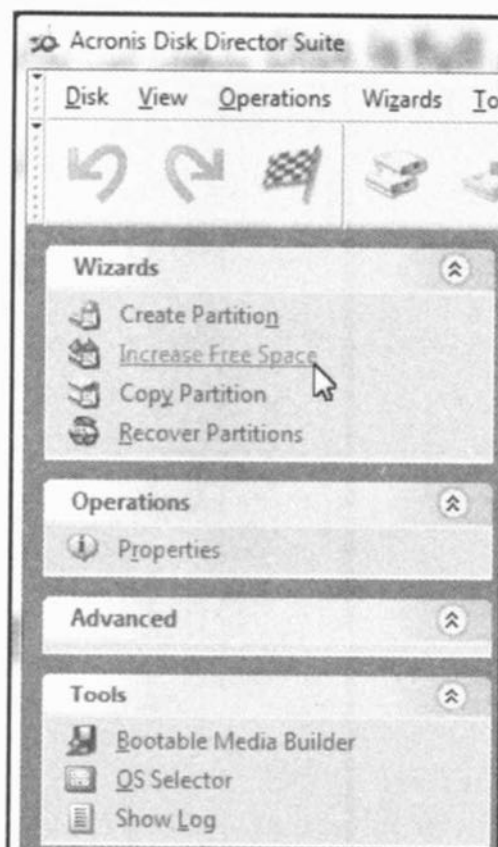 Acronis Disk Director Suite
Disk View Operations Wizards To
Wizards
Create Partition
Increase Free Space
Copy Partition
Recover Partitions
Operations
Properties
Advanced
Tools
Bootable Media Builder
OS Selector
Show Log